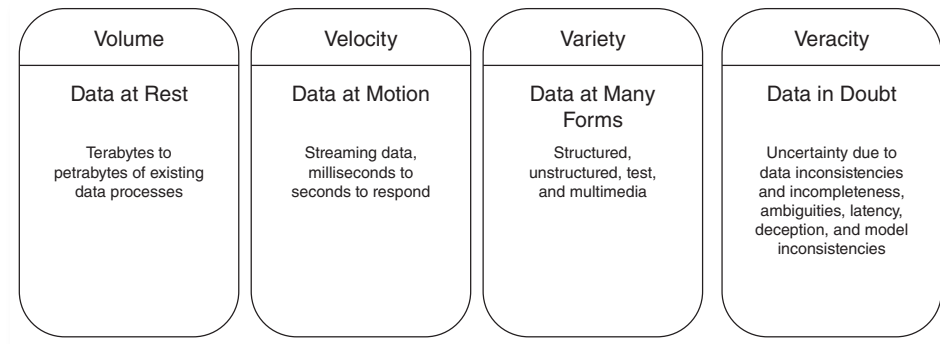 Volume
Data at Rest
Terabytes to
petrabytes of existing
data processes
Velocity
Data at Motion
Streaming data,
milliseconds to
seconds to respond
Variety
Data at Many
Forms
Structured,
unstructured, test,
and multimedia
Veracity
Data in Doubt
Uncertainty due to
data inconsistencies
and incompleteness,
ambiguities, latency,
deception, and model
inconsistencies